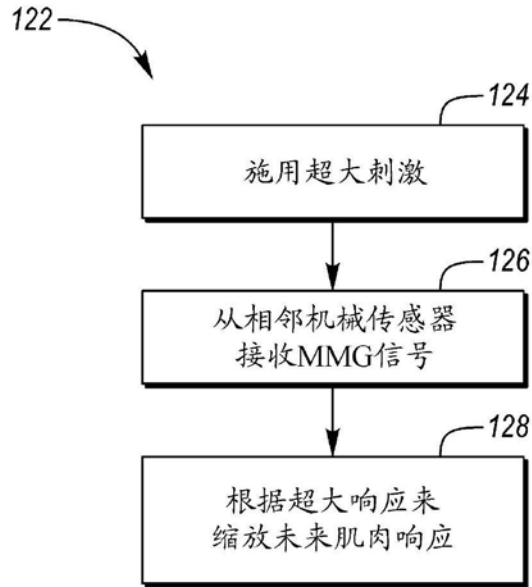 122
124
施用超大刺激
126
从相邻机械传感器
接收MMG信号
128
根据超大响应来
缩放未来肌肉响应